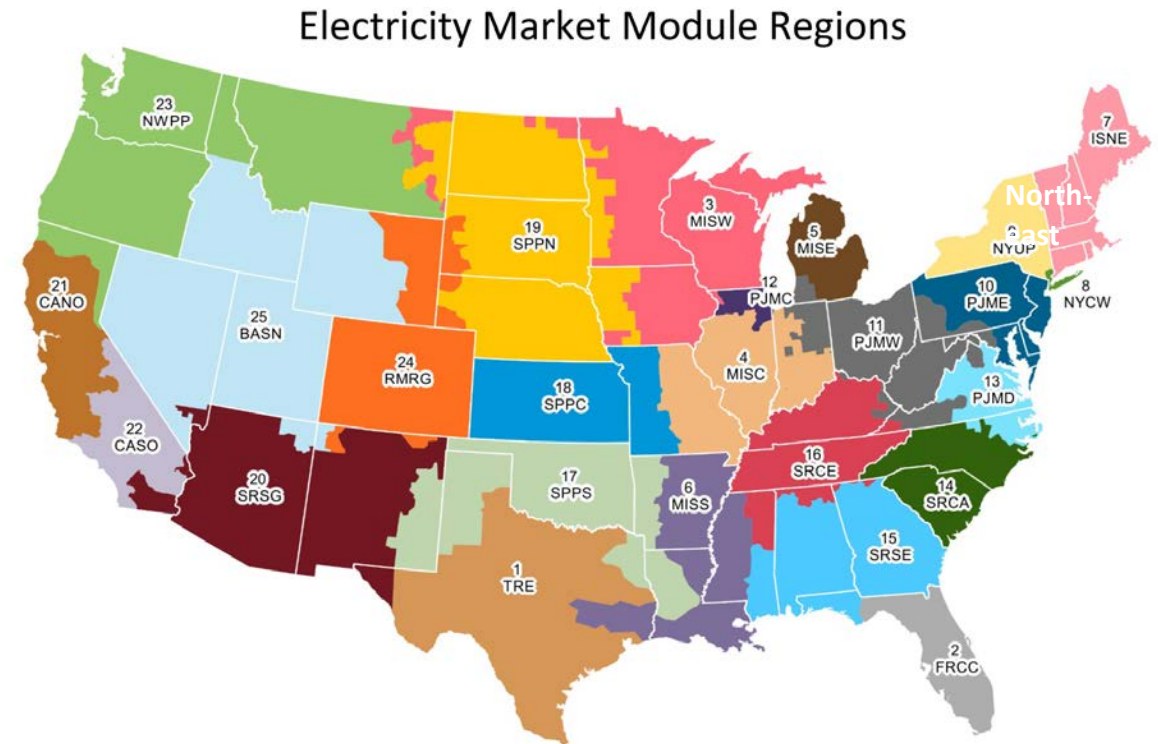 Electricity Market Module Regions
23
NWPP
7
ISNE
North-
east
NYUP
3
MISW
19
SPPN
5
MISE
21
CANO
12
PJMC
10
PJME
8
NYCW
25
BASN
11
PJMW
24
RMRG
4
MISC
18
SPPC
13
PJMD
22
CASO
16
SRCE
20
SRSG
17
SPPS
6
MISS
14
SRCA
15
SRSE
1
TRE
2
FRCC